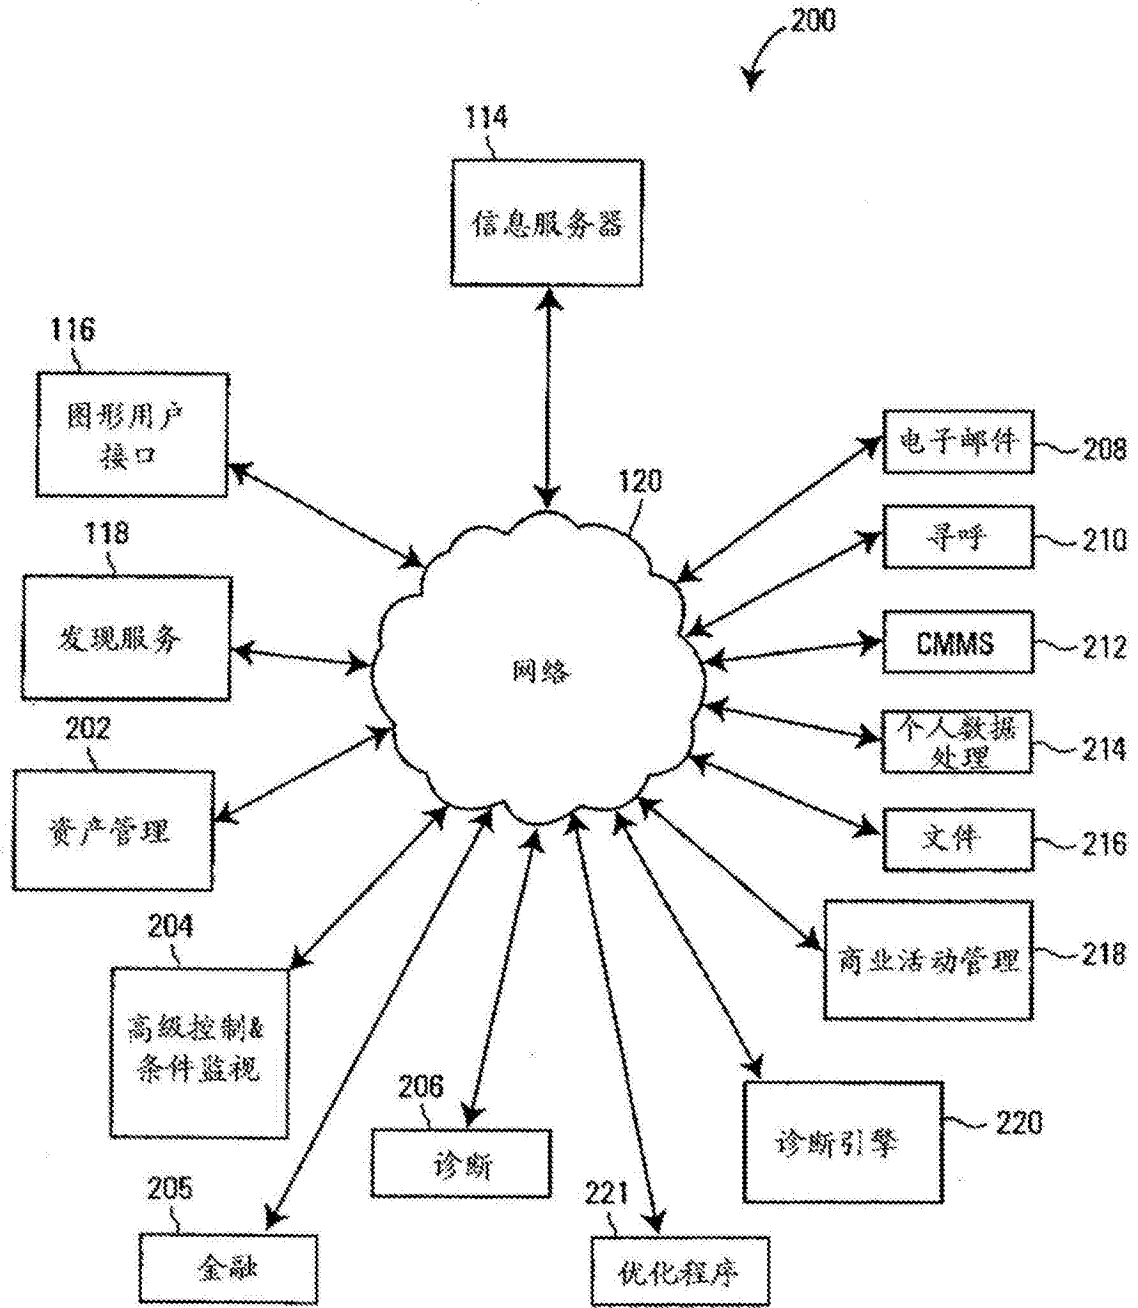 200
114
信息服务器
116
图形用户
接口
118
发现服务
202
资产管理
204
高级控制&
条件监视
205
金融
206
诊断
120
网络
电子邮件
208
寻呼
210
CMMS
212
个人数据
处理
214
文件
216
商业活动管理
218
诊断引擎
220
221
优化程序